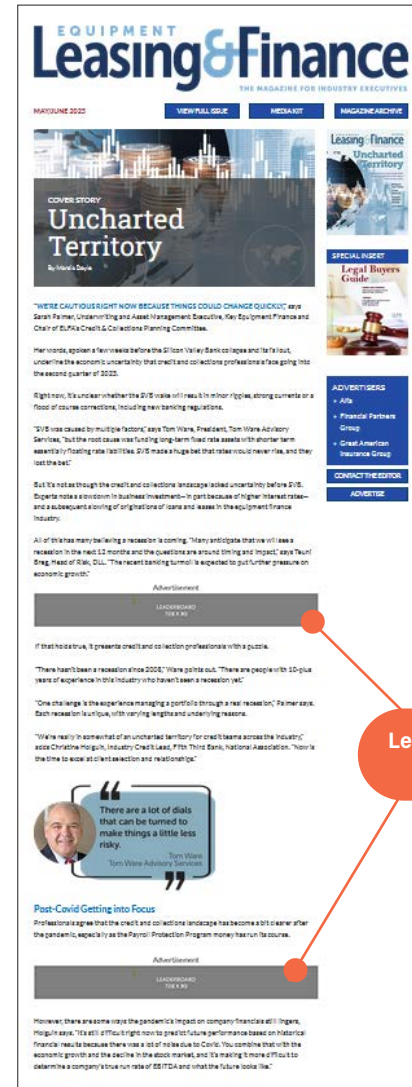 EQUIPMENT
Leasing&Finance
THE MAGAZINE FOR INDUSTRY EXECUTIVES
MAY/JUNE 2023
VIEW FULL ISSUE
MEDIA KIT
MAGAZINE ARCHIVE
COVER STORY
Uncharted
Territory
By Marcia Doyle
"WE'RE CAUTIOUS RIGHT NOW BECAUSE THINGS COULD CHANGE QUICKLY," says
Sarah Palmer, Underwriting and Asset Management Executive, Key Equipment Finance and
Chair of ELFA's Credit & Collections Planning Committee.
Her words, spoken a few weeks before the Silicon Valley Bank collapse and its fallout,
underline the economic uncertainty that credit and collections professionals face going into
the second quarter of 2023.
Right now, it's unclear whether the SVB wake will result in minor ripples, strong currents or a
flood of course corrections, including new banking regulations.
"SVB was caused by multiple factors," says Tom Ware, President, Tom Ware Advisory
Services, "but the root cause was funding long-term fixed rate assets with shorter term
essentially floating rate liabilities. SVB made a huge bet that rates would never rise, and they
lost the bet."
But it's not as though the credit and collections landscape lacked uncertainty before SVB.
Experts note a slowdown in business investment—in part because of higher interest rates—
and a subsequent slowing of originations of loans and leases in the equipment finance
industry.
All of this has many believing a recession is coming. "Many anticipate that we will see a
recession in the next 12 months and the questions are around timing and impact," says Teuni
Breg, Head of Risk, DLL. "The recent banking turmoil is expected to put further pressure on
economic growth."
Advertisement
LEADERBOARD
728 X 90
If that holds true, it presents credit and collection professionals with a puzzle.
"There hasn't been a recession since 2008," Ware points out. "There are people with 10-plus
years of experience in this industry who haven't seen a recession yet."
"One challenge is the experience managing a portfolio through a real recession," Palmer says.
Each recession is unique, with varying lengths and underlying reasons.
"We're really in somewhat of an uncharted territory for credit teams across the industry,"
adds Christine Holguin, Industry Credit Lead, Fifth Third Bank, National Association. "Now is
the time to excel at client selection and relationships."
There are a lot of dials
that can be turned to
make things a little less
risky.
Tom Ware
Tom Ware Advisory Services
Post-Covid Getting into Focus
Professionals agree that the credit and collections landscape has become a bit clearer after
the pandemic, especially as the Payroll Protection Program money has run its course.
Advertisement
LEADERBOARD
728 X 90
However, there are some ways the pandemic's impact on company financials still lingers,
Holguin says. "It's still difficult right now to predict future performance based on historical
financial results because there was a lot of noise due to Covid. You combine that with the
economic growth and the decline in the stock market, and it's making it more difficult to
determine a company's true run rate of EBITDA and what the future looks like."
Leasing&Finance
Uncharted
Territory
SPECIAL INSERT
Legal Buyers
Guide
ADVERTISERS
• Alfa
• Financial Partners
Group
• Great American
Insurance Group
CONTACT THE EDITOR
ADVERTISE
Le